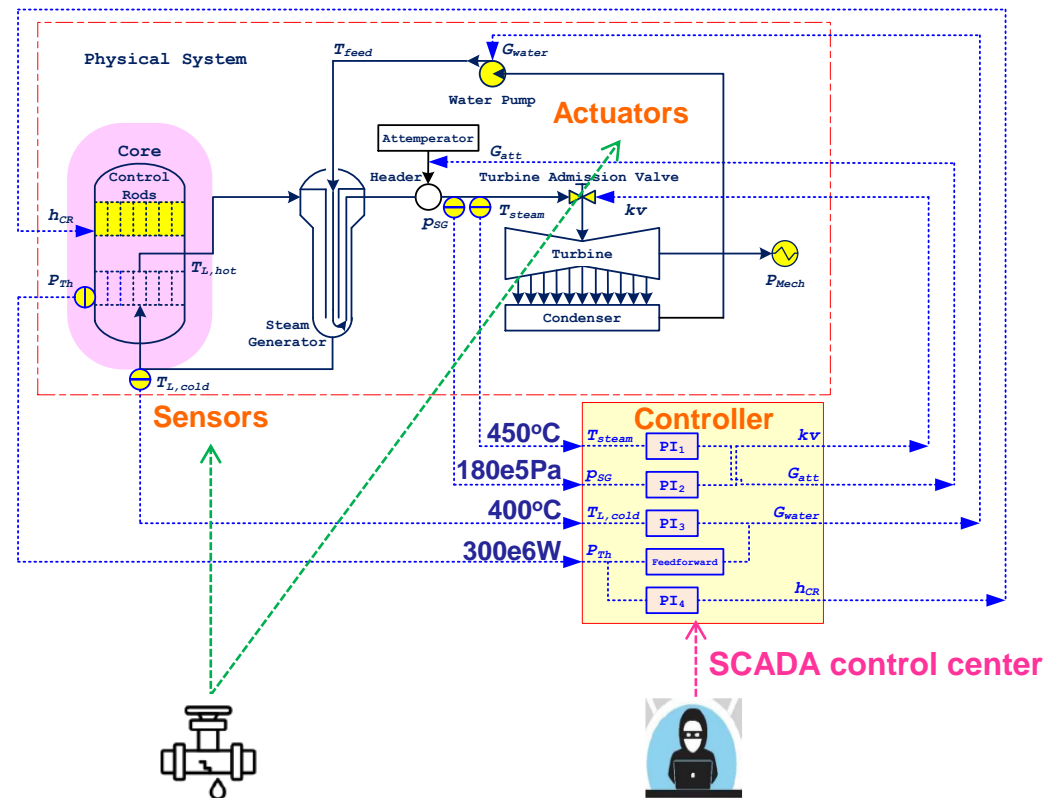 Physical System
T_feed
G_water
Water Pump
Actuators
Attemperator
Core
Control
Rods
G_att
Header
Turbine Admission Valve
h_CR
p_SG
T_steam
kv
T_L,hot
Turbine
P_Th
P_Mech
Steam
Generator
Condenser
T_L,cold
Sensors
Controller
450°C
T_steam
PI₁
kv
180e5Pa
p_SG
PI₂
G_att
400°C
T_L,cold
PI₃
G_water
300e6W
P_Th
Feedforward
PI₄
h_CR
SCADA control center